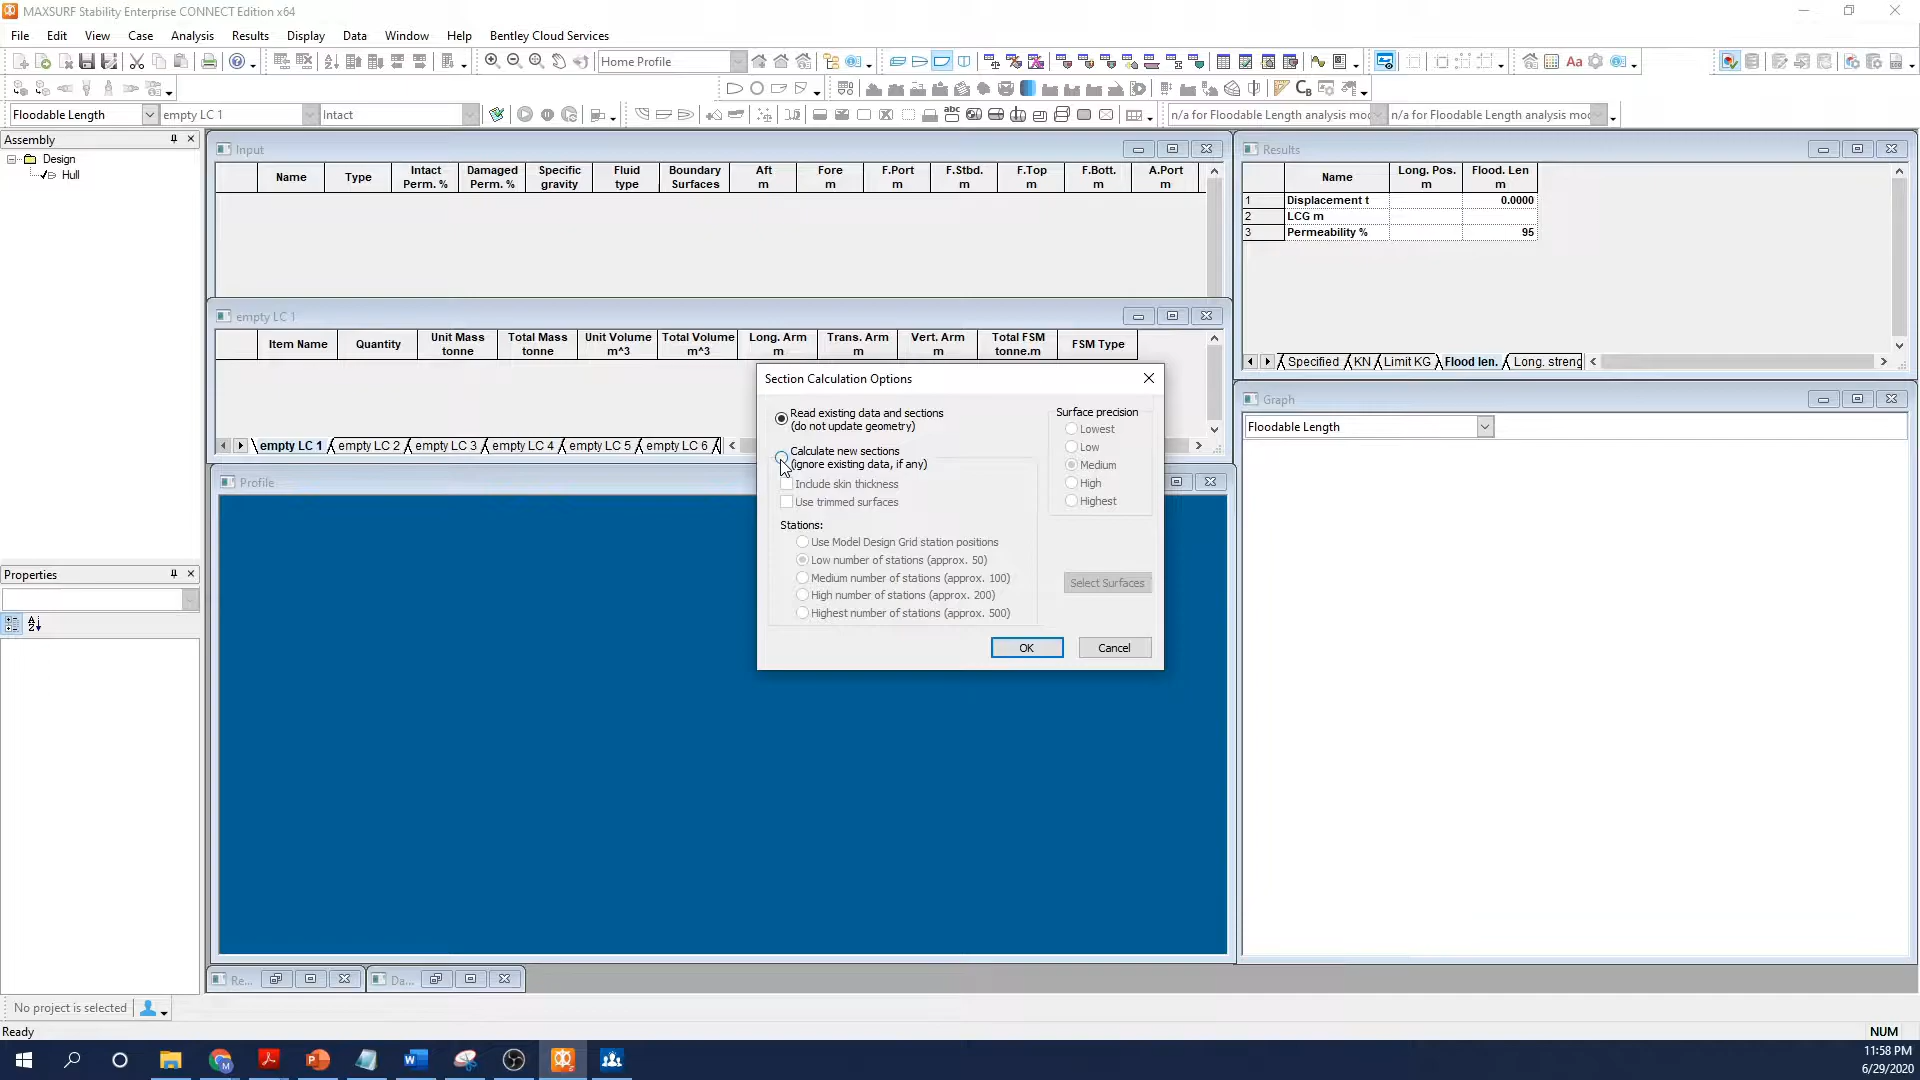 MAXSURF Stability Enterprise CONNECT Edition x64
File Edit View Case Analysis Results Display Data Window Help Bentley Cloud Services
Home Profile
Floodable Length empty LC 1 Intact n/a for Floodable Length analysis mod n/a for Floodable Length analysis mod
Assembly
Design
Hull
Input
Name Type Intact Perm. % Damaged Perm. % Specific gravity Fluid type Boundary Surfaces Aft m Fore m F.Port m F.Stbd. m F.Top m F.Bott. m A.Port m
empty LC 1
Item Name Quantity Unit Mass tonne Total Mass tonne Unit Volume m^3 Total Volume m^3 Long. Arm m Trans. Arm m Vert. Arm m Total FSM tonne.m FSM Type
empty LC 1 empty LC 2 empty LC 3 empty LC 4 empty LC 5 empty LC 6
Results
Name Long. Pos. m Flood. Len m
1 Displacement t 0.0000
2 LCG m
3 Permeability % 95
Specified KN Limit KG Flood len. Long. streng
Graph
Floodable Length
Profile
Section Calculation Options
Read existing data and sections
(do not update geometry)
Calculate new sections
(ignore existing data, if any)
Include skin thickness
Use trimmed surfaces
Stations:
Use Model Design Grid station positions
Low number of stations (approx. 50)
Medium number of stations (approx. 100)
High number of stations (approx. 200)
Highest number of stations (approx. 500)
Surface precision
Lowest
Low
Medium
High
Highest
Select Surfaces
OK Cancel
Properties
Re... Da...
No project is selected
Ready
NUM
11:58 PM
6/29/2020